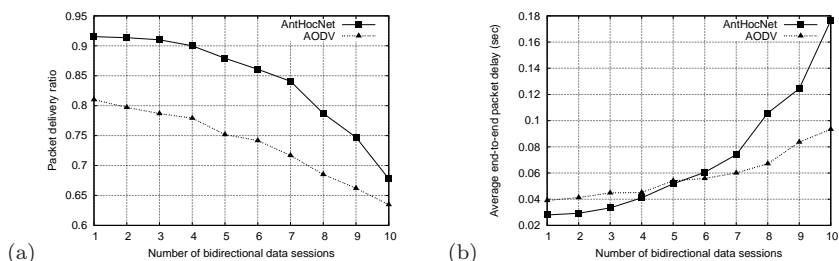 0.95
0.9
0.85
0.8
0.75
0.7
0.65
0.6
Packet delivery ratio
AntHocNet
AODV
1 2 3 4 5 6 7 8 9 10
Number of bidirectional data sessions
(a)
0.18
0.16
0.14
0.12
0.1
0.08
0.06
0.04
0.02
Average end-to-end packet delay (sec)
AntHocNet
AODV
1 2 3 4 5 6 7 8 9 10
Number of bidirectional data sessions
(b)